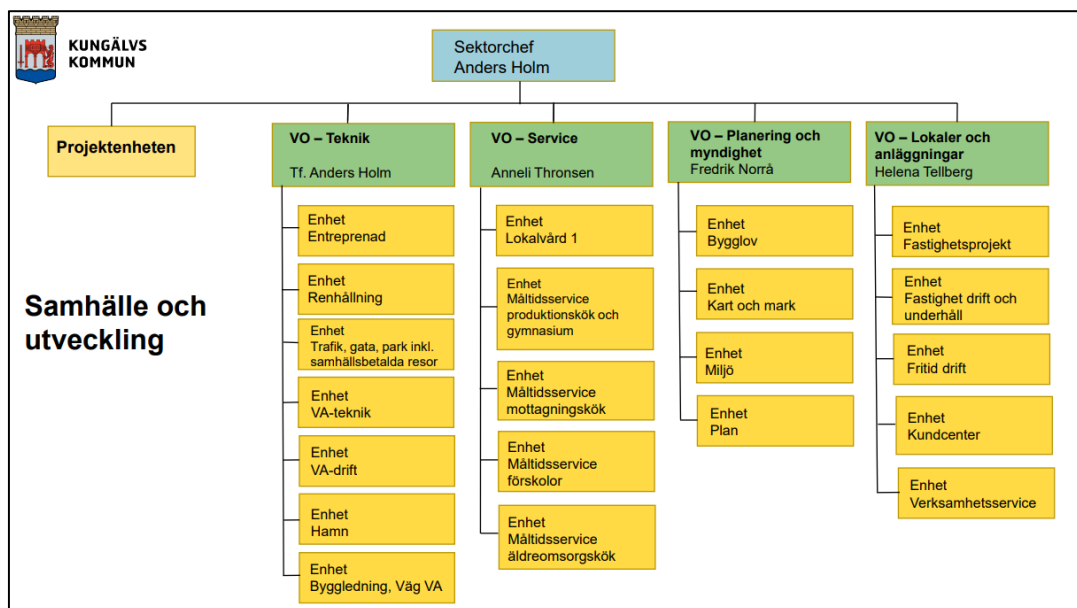 KUNGÄLVS
KOMMUN
Sektorchef
Anders Holm
Projektenheten
VO – Teknik
Tf. Anders Holm
VO – Service
Anneli Thronsen
VO – Planering och
myndighet
Fredrik Norrå
VO – Lokaler och
anläggningar
Helena Tellberg
Samhälle och
utveckling
Enhet
Entreprenad
Enhet
Renhållning
Enhet
Trafik, gata, park inkl.
samhällsbetalda resor
Enhet
VA-teknik
Enhet
VA-drift
Enhet
Hamn
Enhet
Byggledning, Väg VA
Enhet
Lokalvård 1
Enhet
Måltidsservice
produktionskök och
gymnasium
Enhet
Måltidsservice
mottagningskök
Enhet
Måltidsservice
förskolor
Enhet
Måltidsservice
äldreomsorgskök
Enhet
Bygglov
Enhet
Kart och mark
Enhet
Miljö
Enhet
Plan
Enhet
Fastighetsprojekt
Enhet
Fastighet drift och
underhåll
Enhet
Fritid drift
Enhet
Kundcenter
Enhet
Verksamhetsservice